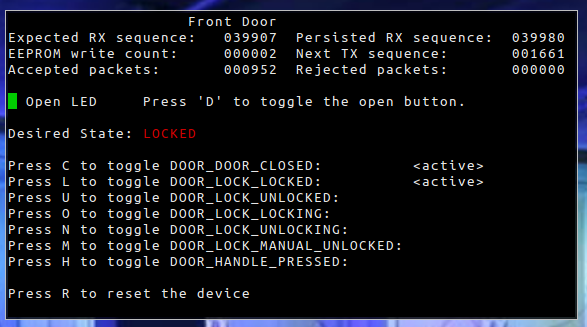 Front Door
Expected RX sequence: 039907 Persisted RX sequence: 039980
EEPROM write count: 000002 Next TX sequence: 001661
Accepted packets: 000952 Rejected packets: 000000
Open LED Press 'D' to toggle the open button.
Desired State: LOCKED
Press C to toggle DOOR_DOOR_CLOSED: <active>
Press L to toggle DOOR_LOCK_LOCKED: <active>
Press U to toggle DOOR_LOCK_UNLOCKED:
Press O to toggle DOOR_LOCK_LOCKING:
Press N to toggle DOOR_LOCK_UNLOCKING:
Press M to toggle DOOR_LOCK_MANUAL_UNLOCKED:
Press H to toggle DOOR_HANDLE_PRESSED:
Press R to reset the device